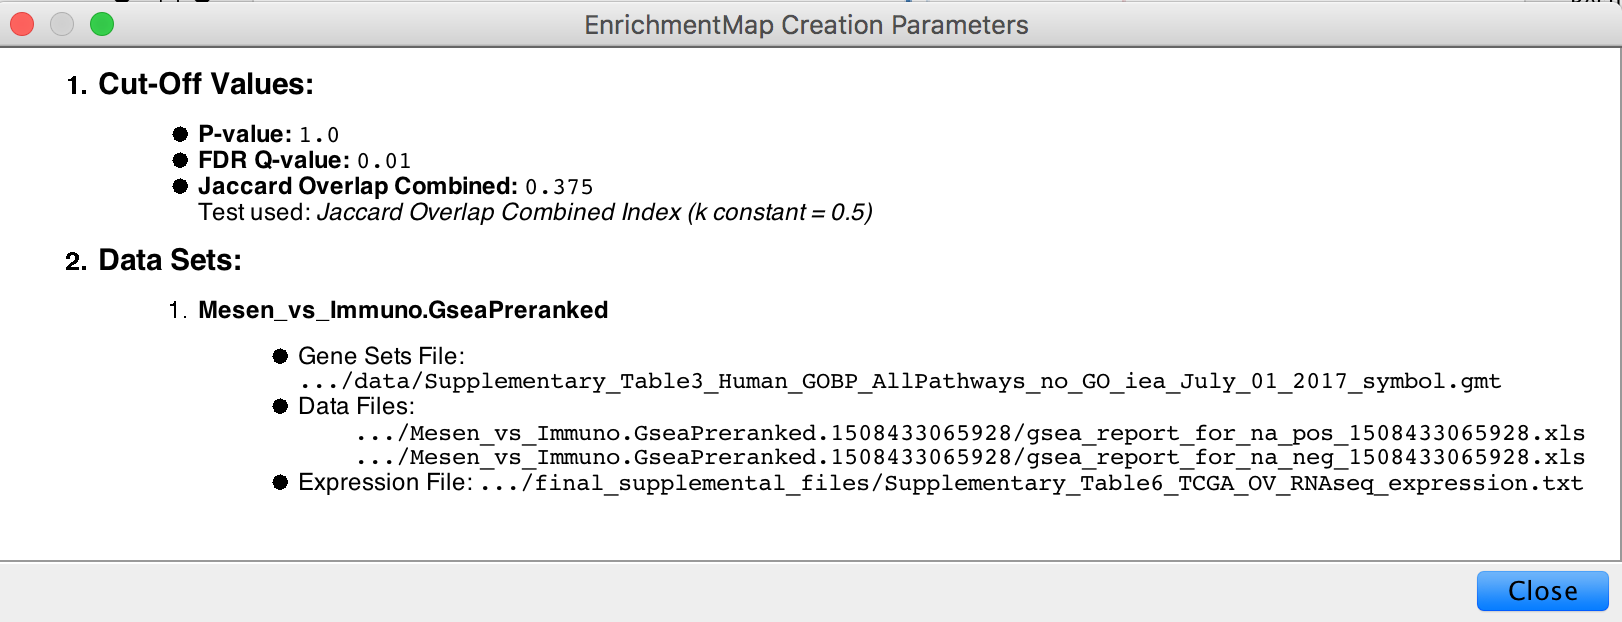 EnrichmentMap Creation Parameters
1. Cut-Off Values:
● P-value: 1.0
● FDR Q-value: 0.01
● Jaccard Overlap Combined: 0.375
Test used: Jaccard Overlap Combined Index (k constant = 0.5)
2. Data Sets:
1. Mesen_vs_Immuno.GseaPreranked
● Gene Sets File:
.../data/Supplementary_Table3_Human_GOBP_AllPathways_no_GO_iea_July_01_2017_symbol.gmt
● Data Files:
.../Mesen_vs_Immuno.GseaPreranked.1508433065928/gsea_report_for_na_pos_1508433065928.xls
.../Mesen_vs_Immuno.GseaPreranked.1508433065928/gsea_report_for_na_neg_1508433065928.xls
● Expression File: .../final_supplemental_files/Supplementary_Table6_TCGA_OV_RNAseq_expression.txt
Close